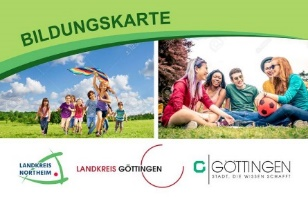 BILDUNGSKARTE
LANDKREIS
NORTHEIM
LANDKREIS GÖTTINGEN
GÖTTINGEN
STADT, DIE WISSEN SCHAFFT